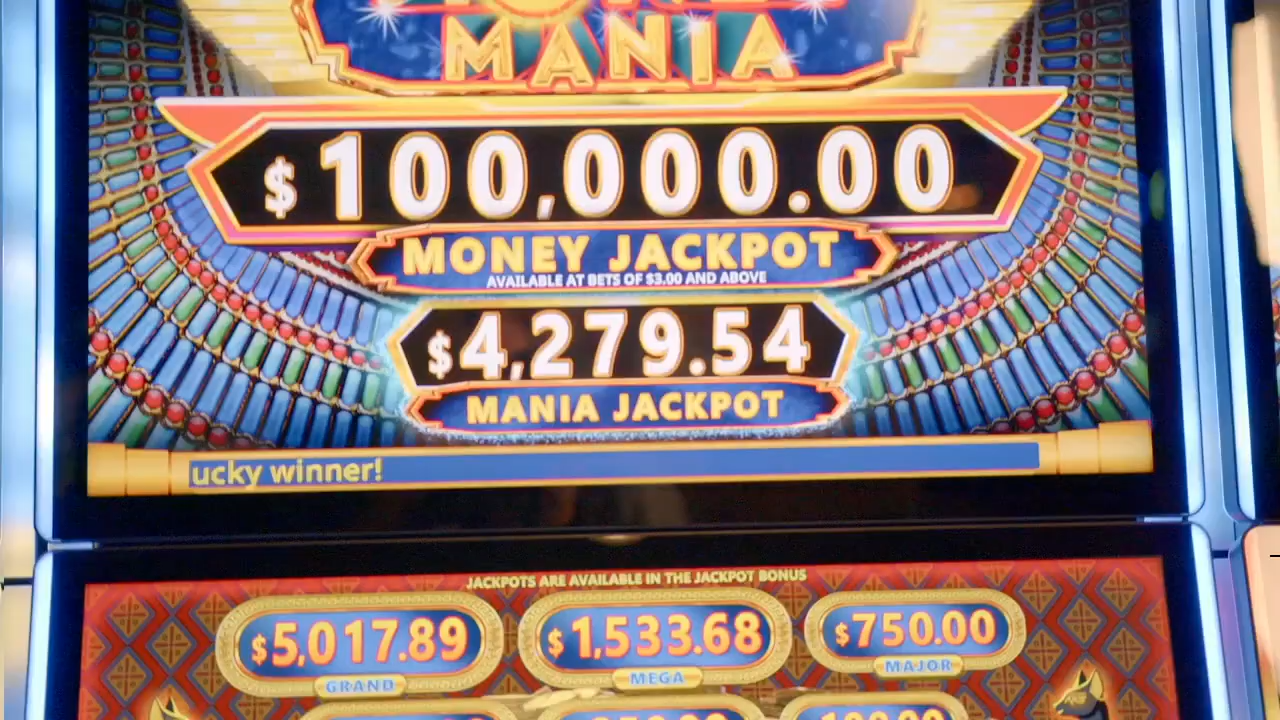 MANIA
$100,000.00
MONEY JACKPOT
AVAILABLE AT BETS OF $3.00 AND ABOVE
$4,279.54
MANIA JACKPOT
ucky winner!
JACKPOTS ARE AVAILABLE IN THE JACKPOT BONUS
$5,017.89 $1,533.68 $750.00
GRAND MEGA MAJOR